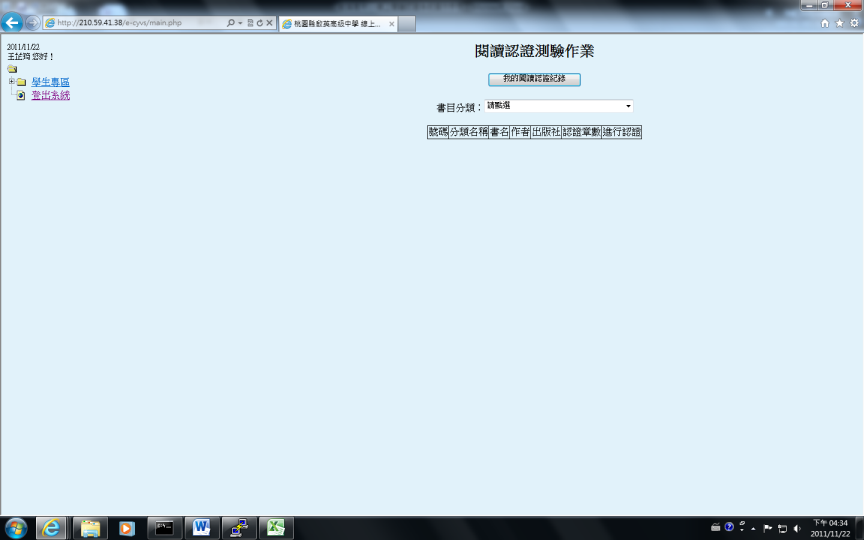 http://210.59.41.38/e-cyvs/main.php
桃園縣啟英高級中學 線上...
2011/11/22
您好！
學生專區
登出系統
閱讀認證測驗作業
我的閱讀認證紀錄
書目分類： 請點選
號碼 分類名稱 書名 作者 出版社 認證章數 進行認證
下午 04:34
2011/11/22